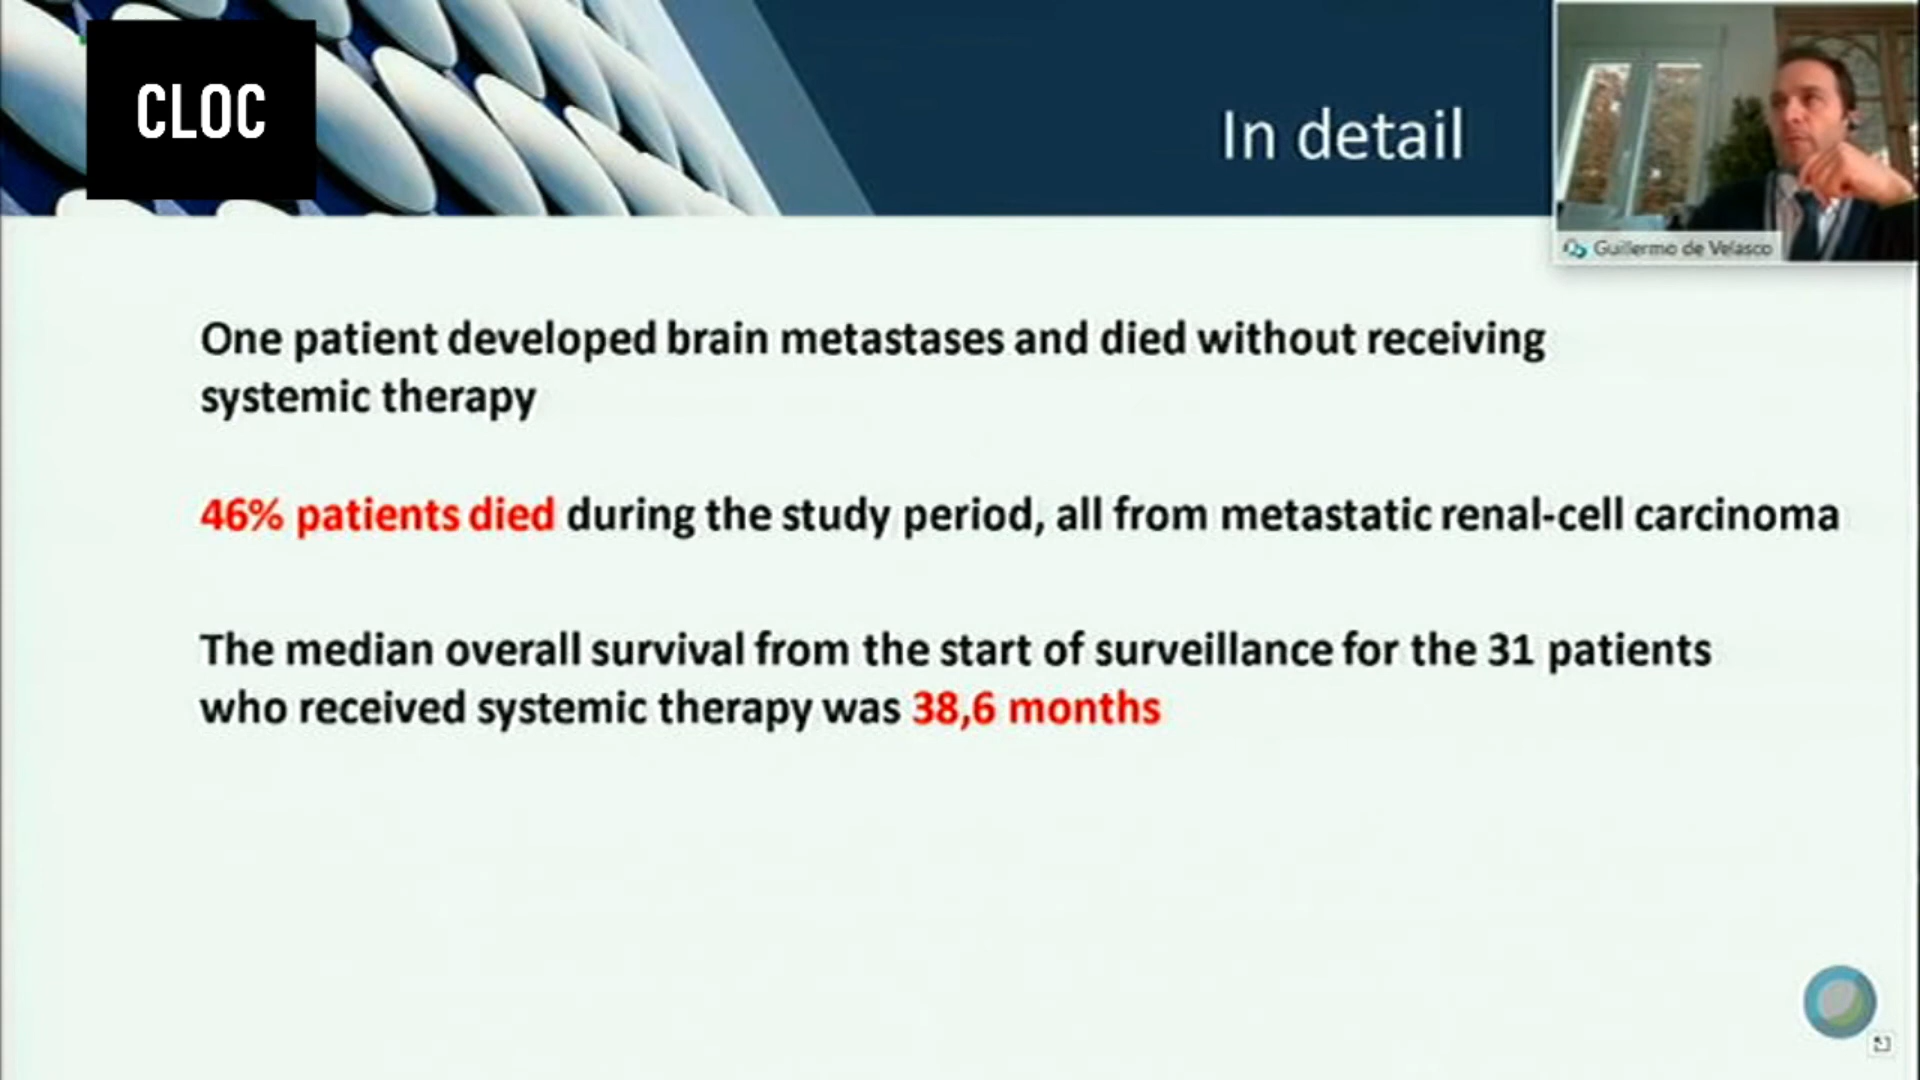 CLOC
In detail
Guillermo de Velasco
One patient developed brain metastases and died without receiving
systemic therapy
46% patients died during the study period, all from metastatic renal-cell carcinoma
The median overall survival from the start of surveillance for the 31 patients
who received systemic therapy was 38,6 months